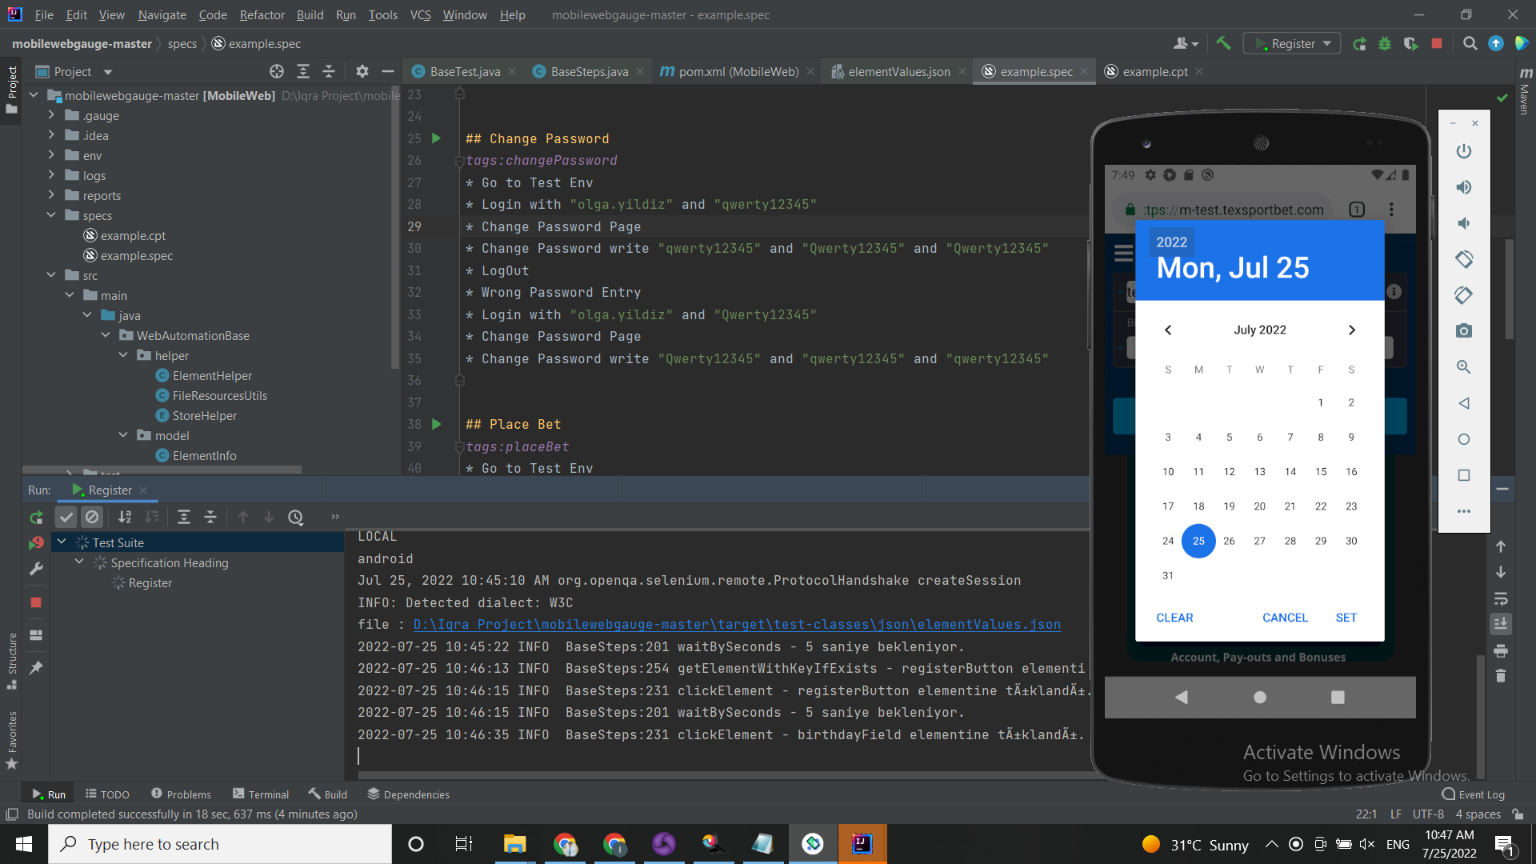 File Edit View Navigate Code Refactor Build Run Tools VCS Window Help mobilewebgauge-master - example.spec
mobilewebgauge-master specs example.spec
Register
Project
BaseTest.java BaseSteps.java pom.xml (MobileWeb) elementValues.json example.spec example.cpt
Project
Maven
Structure
Favorites
mobilewebgauge-master [MobileWeb] D:\Iqra Project\mobile
.gauge
.idea
env
logs
reports
specs
example.cpt
example.spec
src
main
java
WebAutomationBase
helper
ElementHelper
FileResourcesUtils
StoreHelper
model
ElementInfo
23
24
25 ## Change Password
26 tags:changePassword
27 * Go to Test Env
28 * Login with "olga.yildiz" and "qwerty12345"
29 * Change Password Page
30 * Change Password write "qwerty12345" and "Qwerty12345" and "Qwerty12345"
31 * LogOut
32 * Wrong Password Entry
33 * Login with "olga.yildiz" and "Qwerty12345"
34 * Change Password Page
35 * Change Password write "Qwerty12345" and "qwerty12345" and "qwerty12345"
36
37
38 ## Place Bet
39 tags:placeBet
40 * Go to Test Env
Run: Register
Test Suite
Specification Heading
Register
LOCAL
android
Jul 25, 2022 10:45:10 AM org.openqa.selenium.remote.ProtocolHandshake createSession
INFO: Detected dialect: W3C
file : D:\Iqra Project\mobilewebgauge-master\target\test-classes\json\elementValues.json
2022-07-25 10:45:22 INFO BaseSteps:201 waitBySeconds - 5 saniye bekleniyor.
2022-07-25 10:46:13 INFO BaseSteps:254 getElementWithKeyIfExists - registerButton elementi
2022-07-25 10:46:15 INFO BaseSteps:231 clickElement - registerButton elementine tÄ±klandÄ±.
2022-07-25 10:46:15 INFO BaseSteps:201 waitBySeconds - 5 saniye bekleniyor.
2022-07-25 10:46:35 INFO BaseSteps:231 clickElement - birthdayField elementine tÄ±klandÄ±.
7:49
ttps://m-test.texsportbet.com 1
2022
Mon, Jul 25
July 2022
S M T W T F S
1 2
3 4 5 6 7 8 9
10 11 12 13 14 15 16
17 18 19 20 21 22 23
24 25 26 27 28 29 30
31
CLEAR CANCEL SET
Account, Pay-outs and Bonuses
Activate Windows
Go to Settings to activate Windows.
Run TODO Problems Terminal Build Dependencies Event Log
Build completed successfully in 18 sec, 637 ms (4 minutes ago) 22:1 LF UTF-8 4 spaces
Type here to search
31°C Sunny ENG
10:47 AM
7/25/2022
1